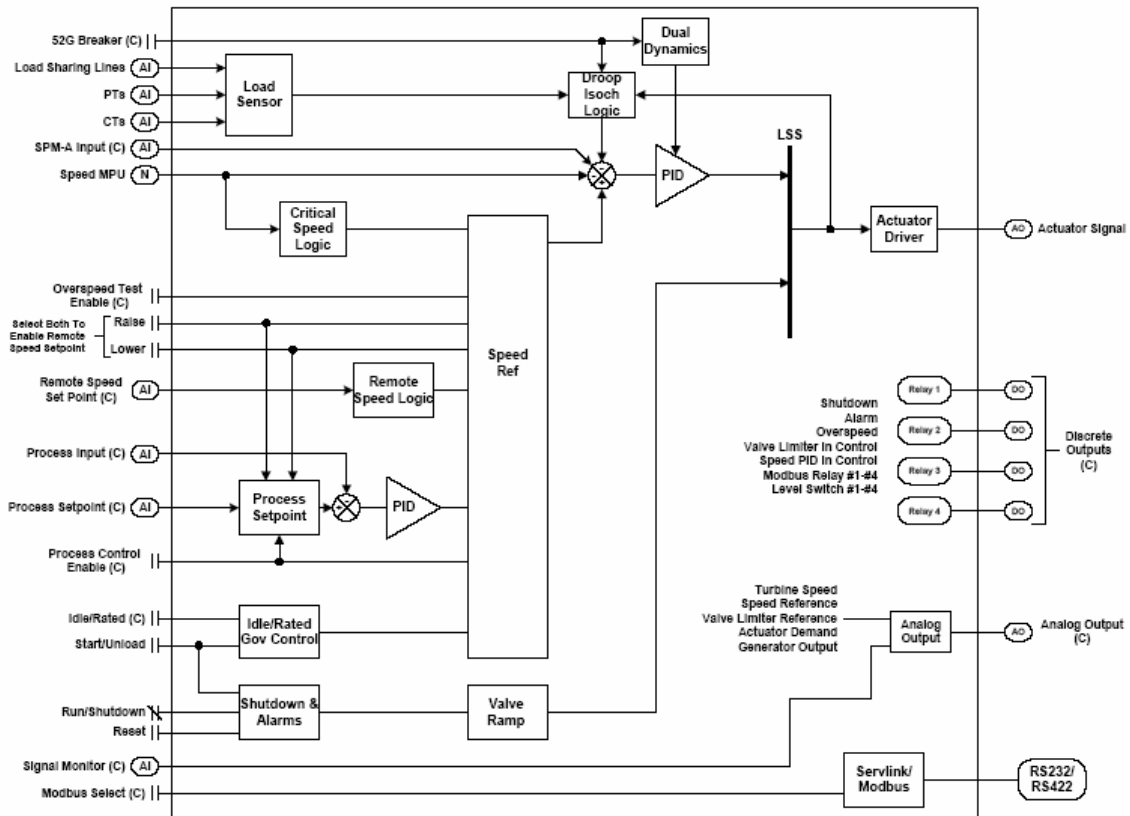 52G Breaker (C)
Load Sharing Lines
AI
PTs
AI
CTs
AI
SPM-A Input (C)
AI
Speed MPU
N
Load
Sensor
Dual
Dynamics
Droop
Isoch
Logic
- - +
PID
LSS
Actuator
Driver
AO
Actuator Signal
Critical
Speed
Logic
Overspeed Test
Enable (C)
Select Both To
Enable Remote
Speed Setpoint
Raise
Lower
Remote Speed
Set Point (C)
AI
Remote
Speed Logic
Speed
Ref
Process Input (C)
AI
Process Setpoint (C)
AI
Process
Setpoint
+ -
PID
Process Control
Enable (C)
Idle/Rated (C)
Start/Unload
Idle/Rated
Gov Control
Run/Shutdown
Reset
Shutdown &
Alarms
Valve
Ramp
Signal Monitor (C)
AI
Modbus Select (C)
Shutdown
Alarm
Overspeed
Valve Limiter In Control
Speed PID In Control
Modbus Relay #1-#4
Level Switch #1-#4
Relay 1
DO
Relay 2
DO
Relay 3
DO
Relay 4
DO
Discrete
Outputs
(C)
Turbine Speed
Speed Reference
Valve Limiter Reference
Actuator Demand
Generator Output
Analog
Output
AO
Analog Output
(C)
Servlink/
Modbus
RS232/
RS422